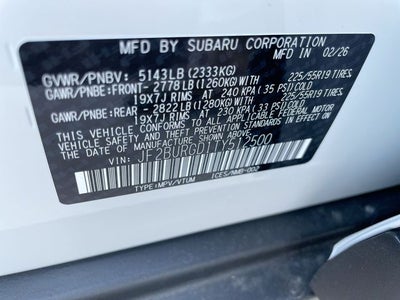 MFD BY SUBARU CORPORATION
MFD IN 02/26
GVWR/PNBV: 5143LB (2333KG)
GAWR/PNBE:FRONT- 2778LB (1260KG) WITH 225/55R19 TIRES,
19X7J RIMS AT 240 KPA (35 PSI) COLD
GAWR/PNBE:REAR - 2822LB (1280KG) WITH 225/55R19 TIRES,
19X7J RIMS AT 230 KPA (33 PSI) COLD
THIS VEHICLE CONFORMS TO ALL APPLICABLE FEDERAL MOTOR
VEHICLE SAFETY AND THEFT PREVENTION STANDARDS IN
EFFECT ON THE DATE OF MANUFACTURE SHOWN ABOVE.
VIN: JF2BURGD1TY512500
TYPE:MPV/VTUM ICES/NMB-002